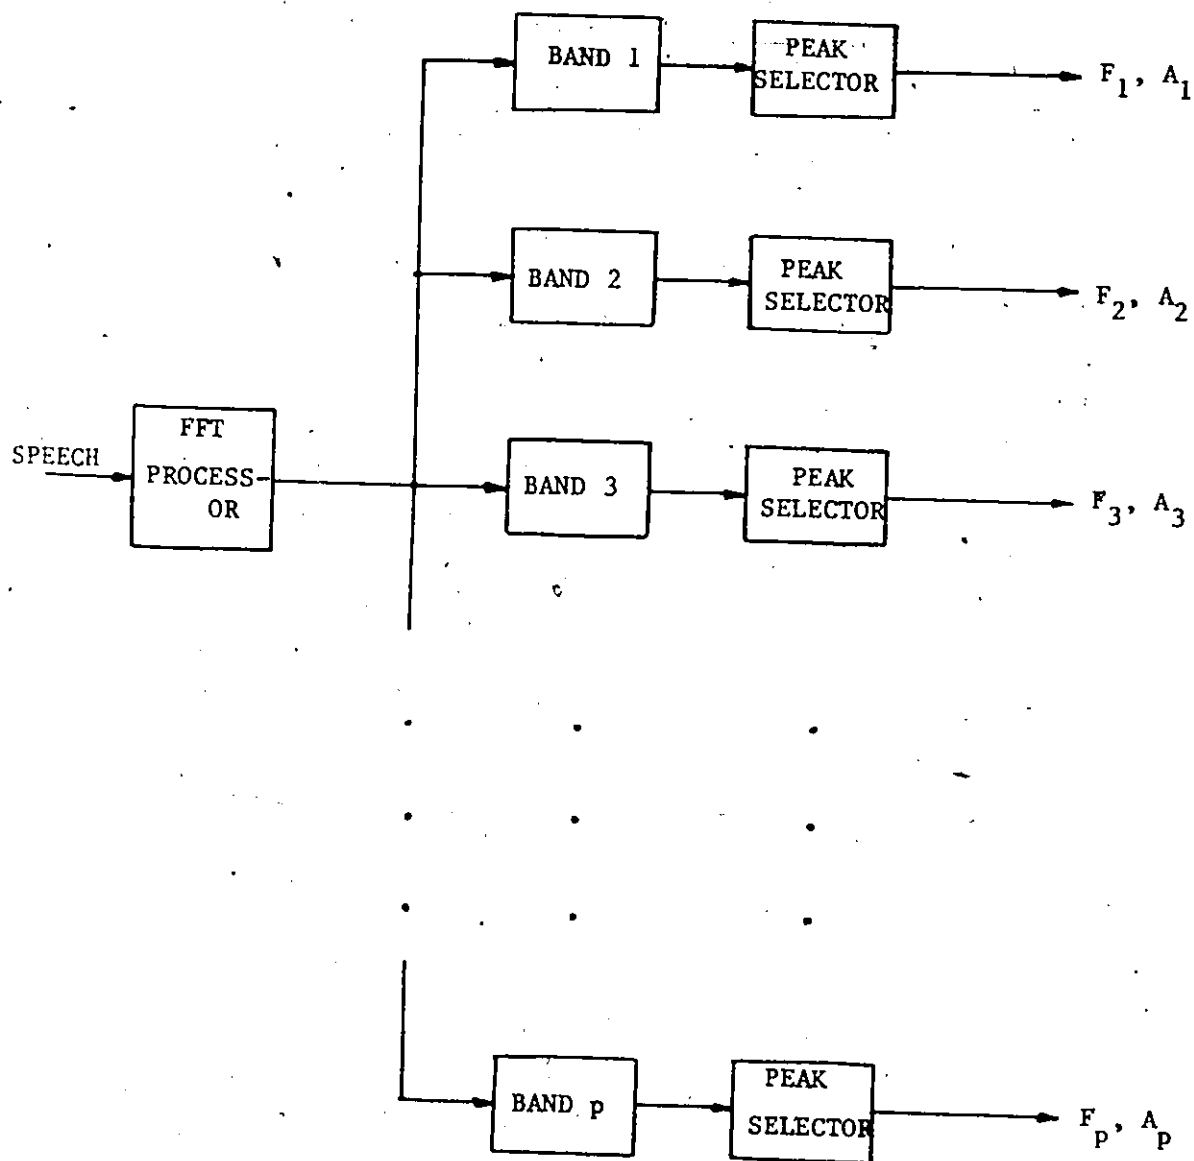 BAND 1
PEAK
SELECTOR
F₁, A₁
BAND 2
PEAK
SELECTOR
F₂, A₂
SPEECH
FFT
PROCESS-
OR
BAND 3
PEAK
SELECTOR
F₃, A₃
BAND p
PEAK
SELECTOR
Fₚ, Aₚ